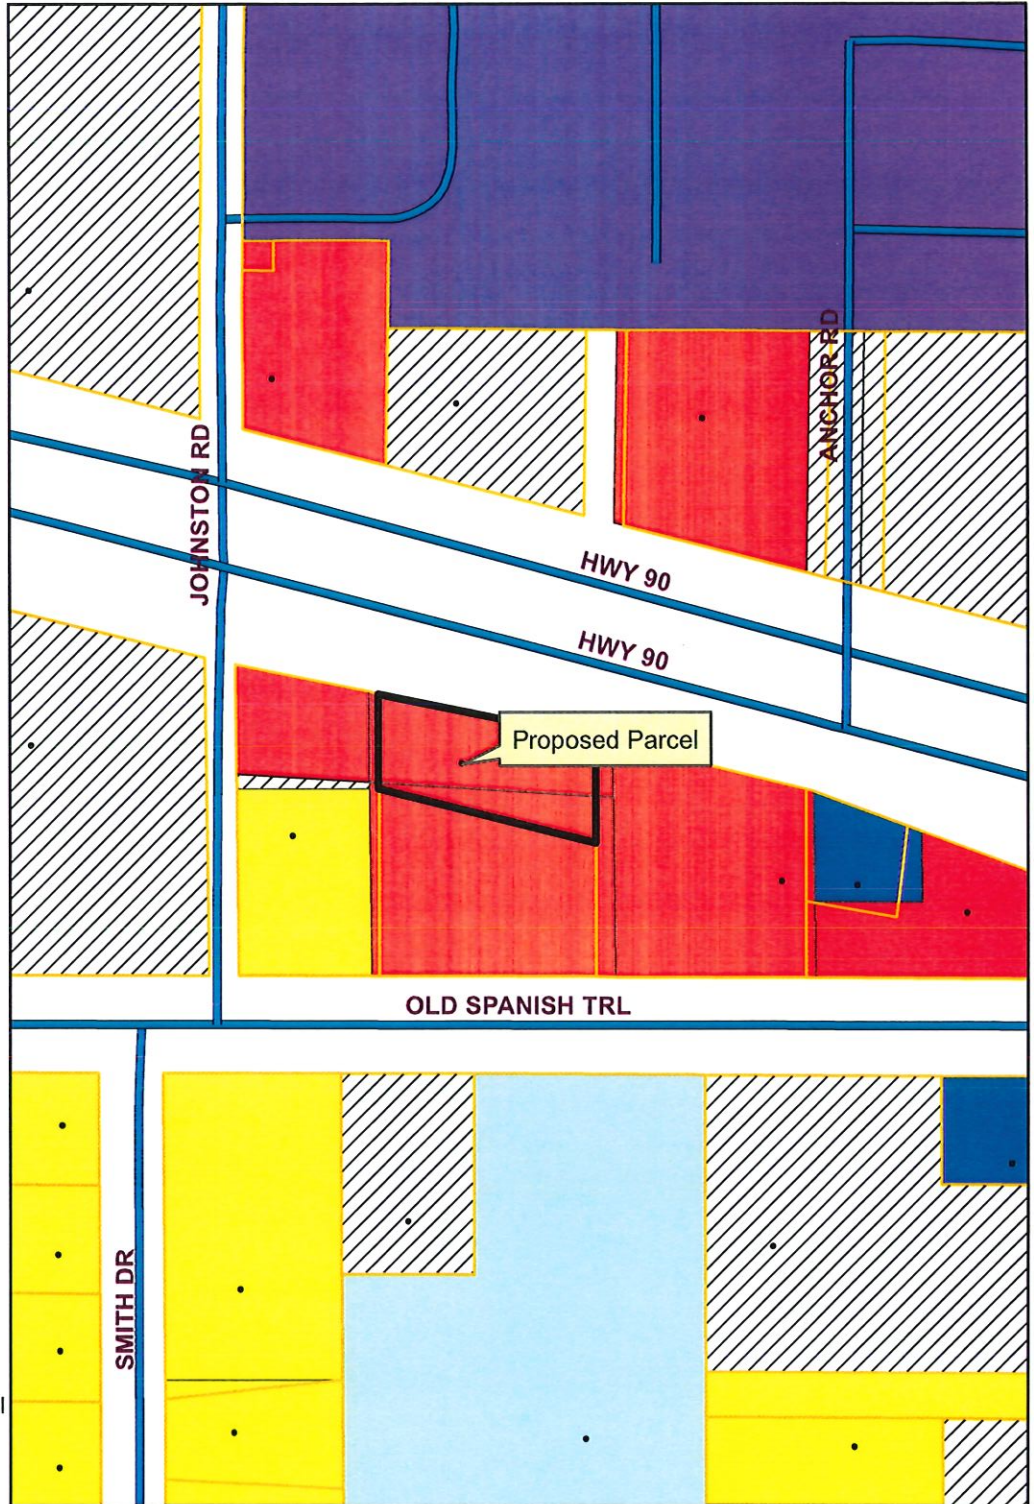 ANCHOR RD
JOHNSTON RD
HWY 90
HWY 90
Proposed Parcel
OLD SPANISH TRL
SMITH DR